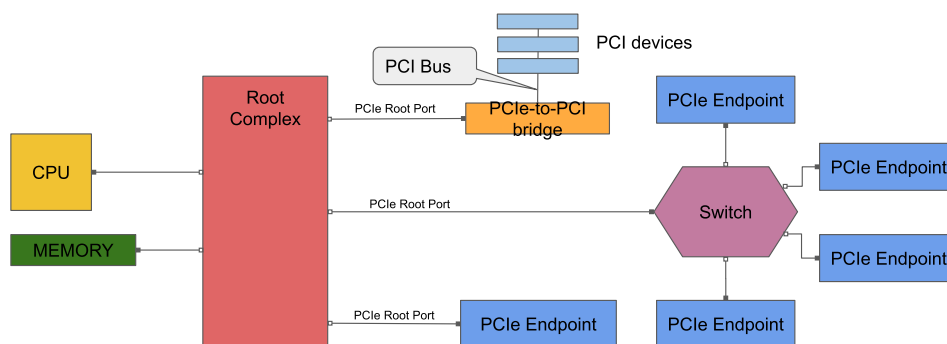 PCI devices
PCI Bus
Root
Complex
PCIe Root Port
PCIe-to-PCI
bridge
PCIe Endpoint
CPU
PCIe Endpoint
PCIe Root Port
Switch
MEMORY
PCIe Endpoint
PCIe Root Port
PCIe Endpoint
PCIe Endpoint